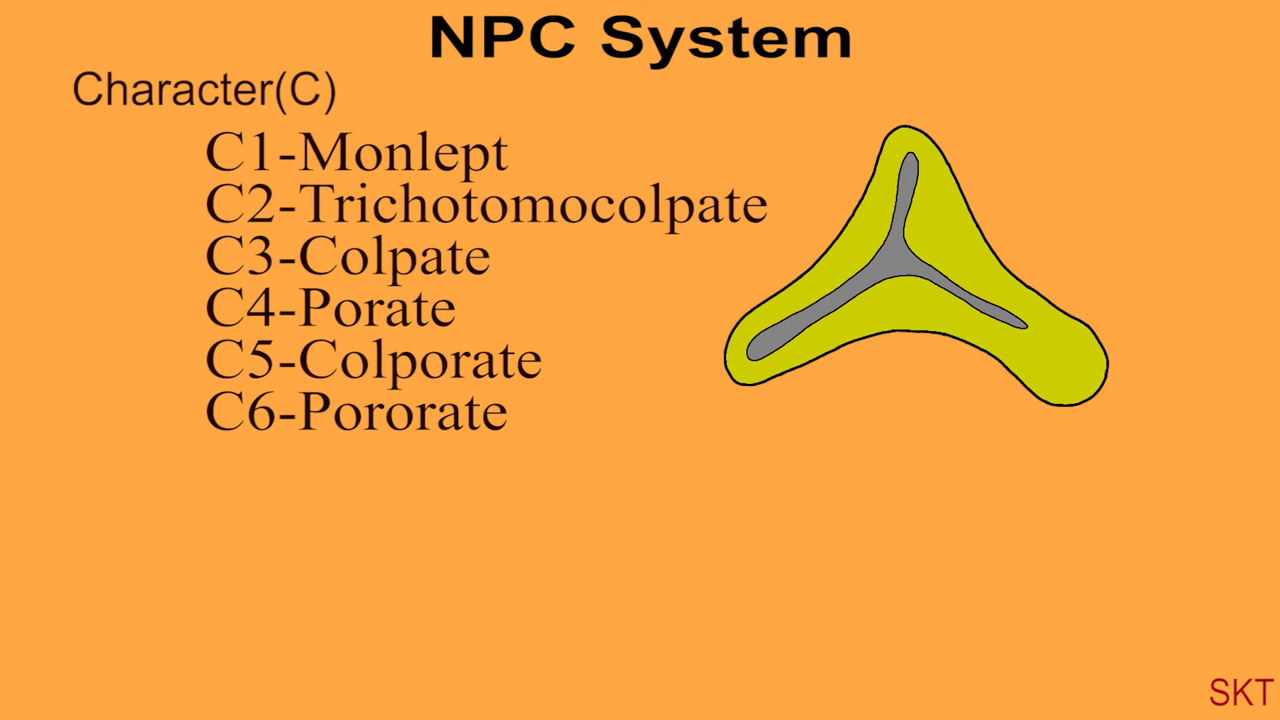 NPC System
Character(C)
C1-Monlept
C2-Trichotomocolpate
C3-Colpate
C4-Porate
C5-Colporate
C6-Pororate
SKT